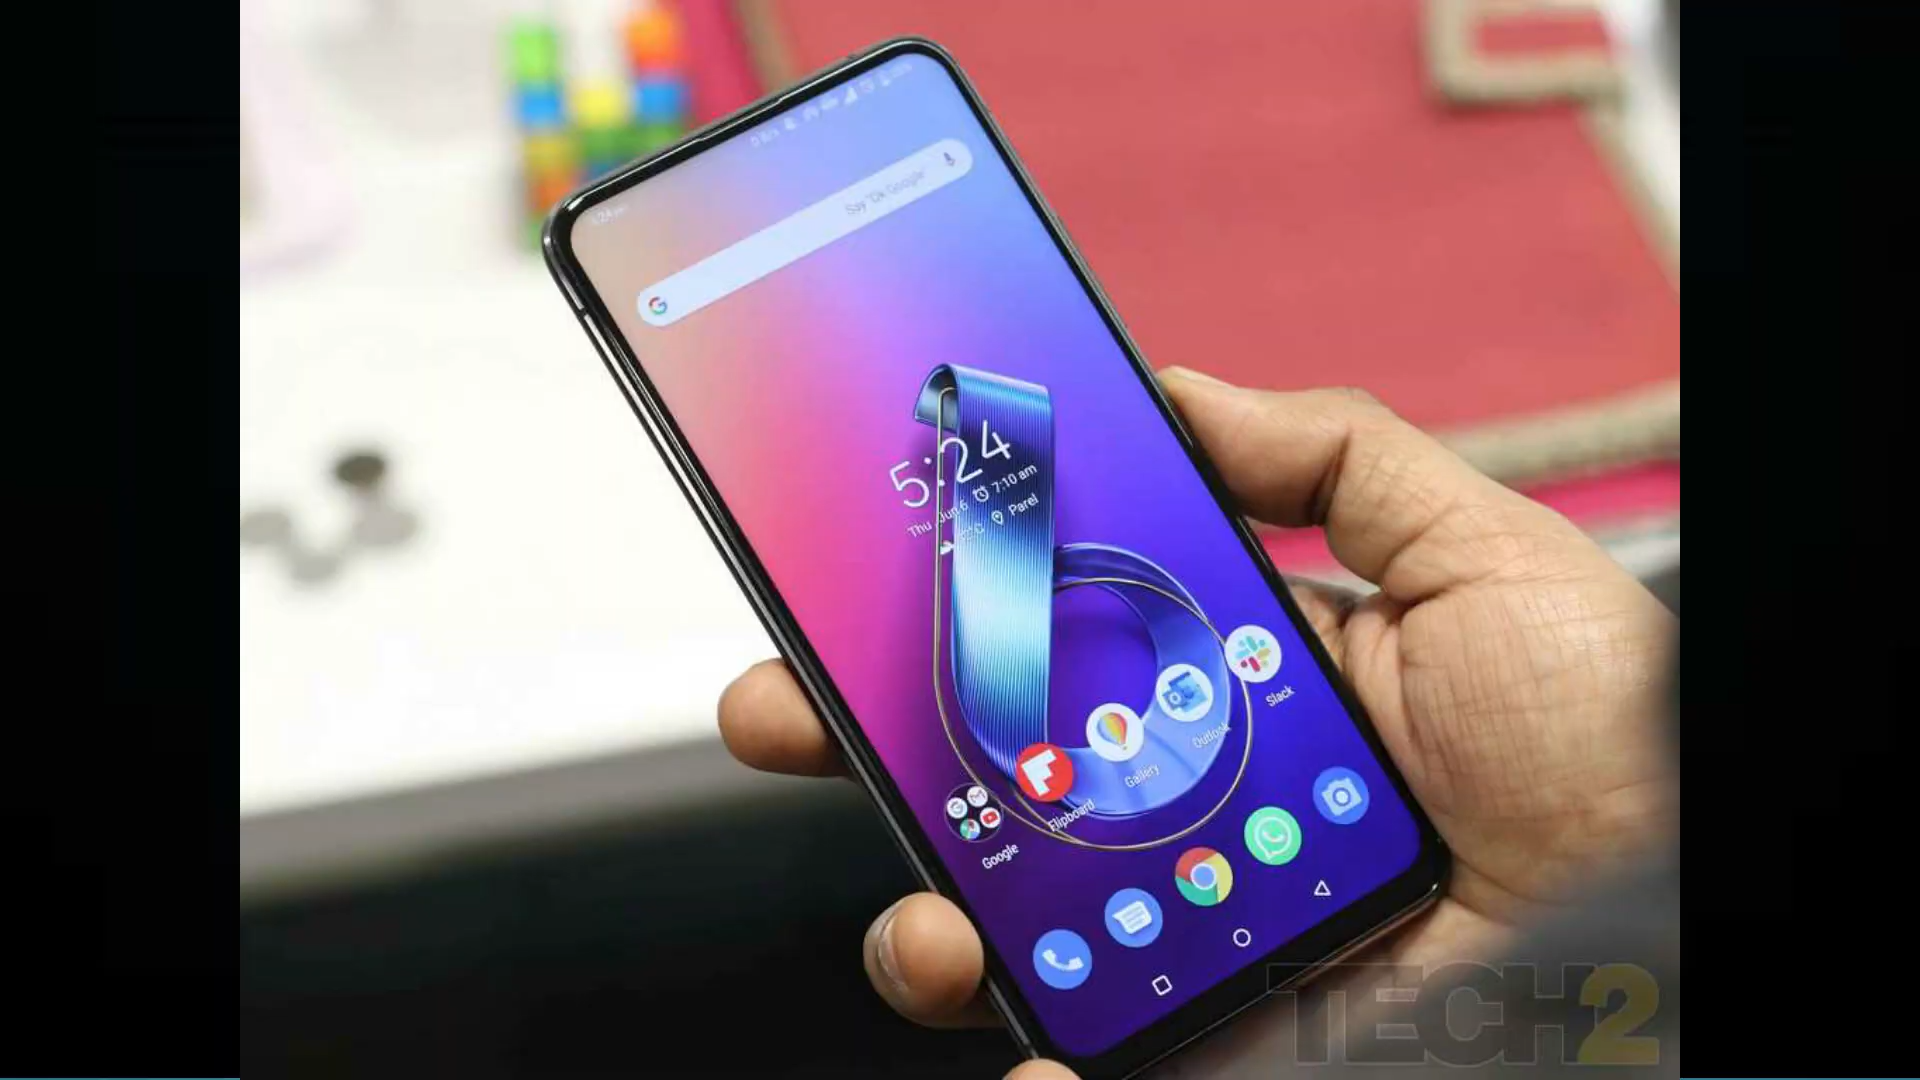 Say "Ok Google"
5:24
7:10 am
Thu, Jun 6
Parel
Slack
Outlook
Gallery
Flipboard
Google
TECH2